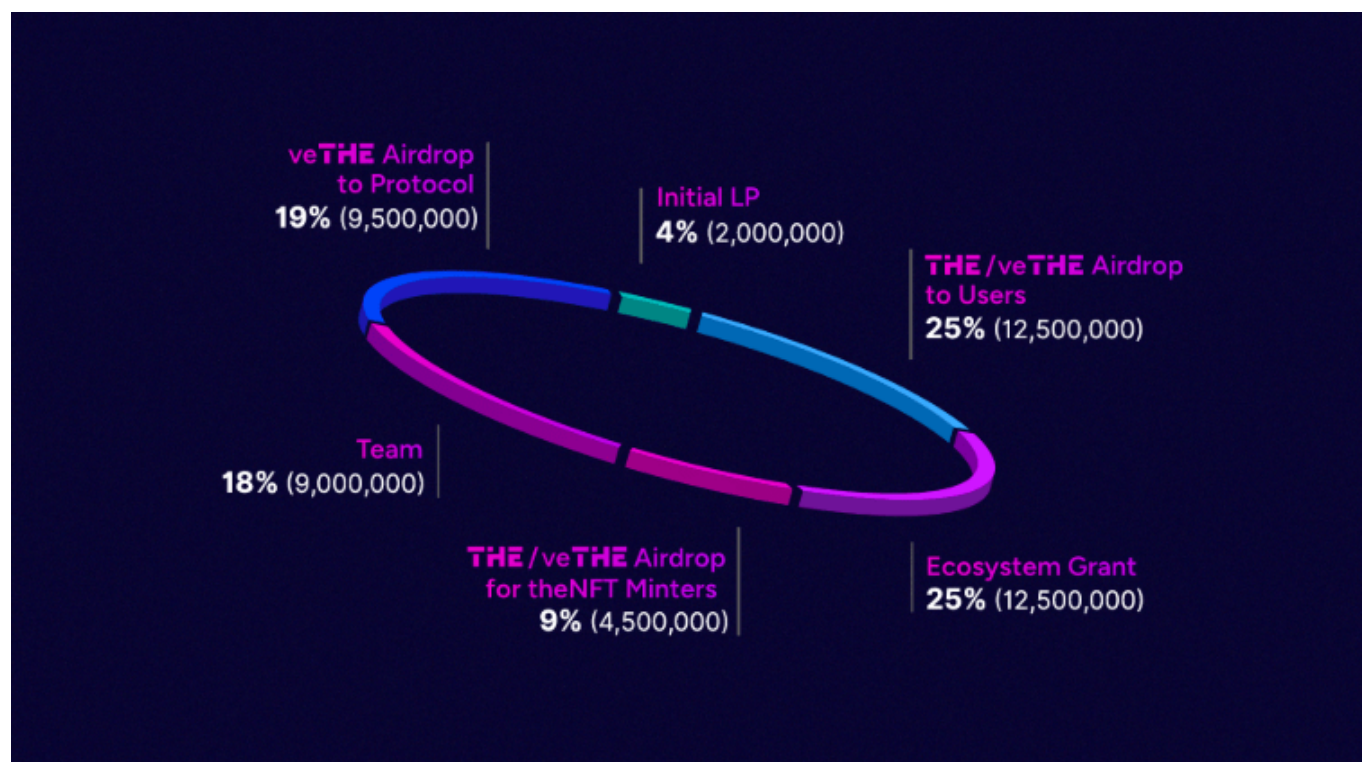 veTHE Airdrop
to Protocol
19% (9,500,000)
Initial LP
4% (2,000,000)
THE/veTHE Airdrop
to Users
25% (12,500,000)
Team
18% (9,000,000)
THE/veTHE Airdrop
for theNFT Minters
9% (4,500,000)
Ecosystem Grant
25% (12,500,000)